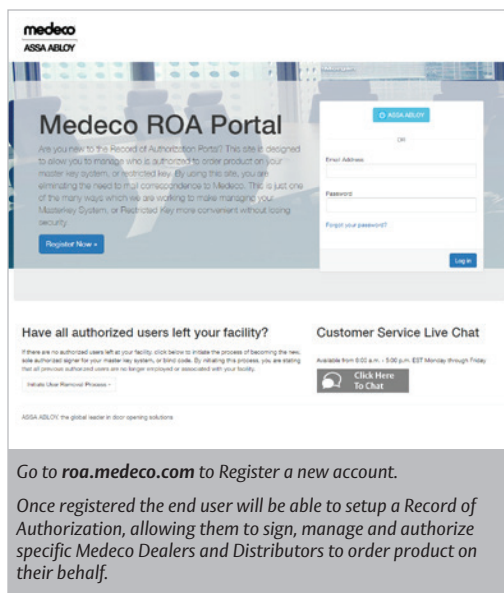 medeco
ASSA ABLOY
Medeco ROA Portal
Are you new to the Record of Authorization Portal? This site is designed
to allow you to manage who is authorized to order product on your
master key system, or restricted key. By using this site, you are
eliminating the need to mail correspondence to Medeco. This is just one
of the many ways which we are working to make managing your
Masterkey System, or Restricted Key more convenient without losing
security.
Register Now »
ASSA ABLOY
OR
Email Address
Password
Forgot your password?
Log in
Have all authorized users left your facility?
If there are no authorized users left at your facility, click below to initiate the process of becoming the new,
sole authorized signer for your master key system, or blind code. By initiating this process, you are stating
that all previous authorized users are no longer employed or associated with your facility.
Initiate User Removal Process »
Customer Service Live Chat
Available from 8:00 a.m. - 5:00 p.m. EST Monday through Friday
Click Here
To Chat
ASSA ABLOY, the global leader in door opening solutions
Go to roa.medeco.com to Register a new account.
Once registered the end user will be able to setup a Record of
Authorization, allowing them to sign, manage and authorize
specific Medeco Dealers and Distributors to order product on
their behalf.